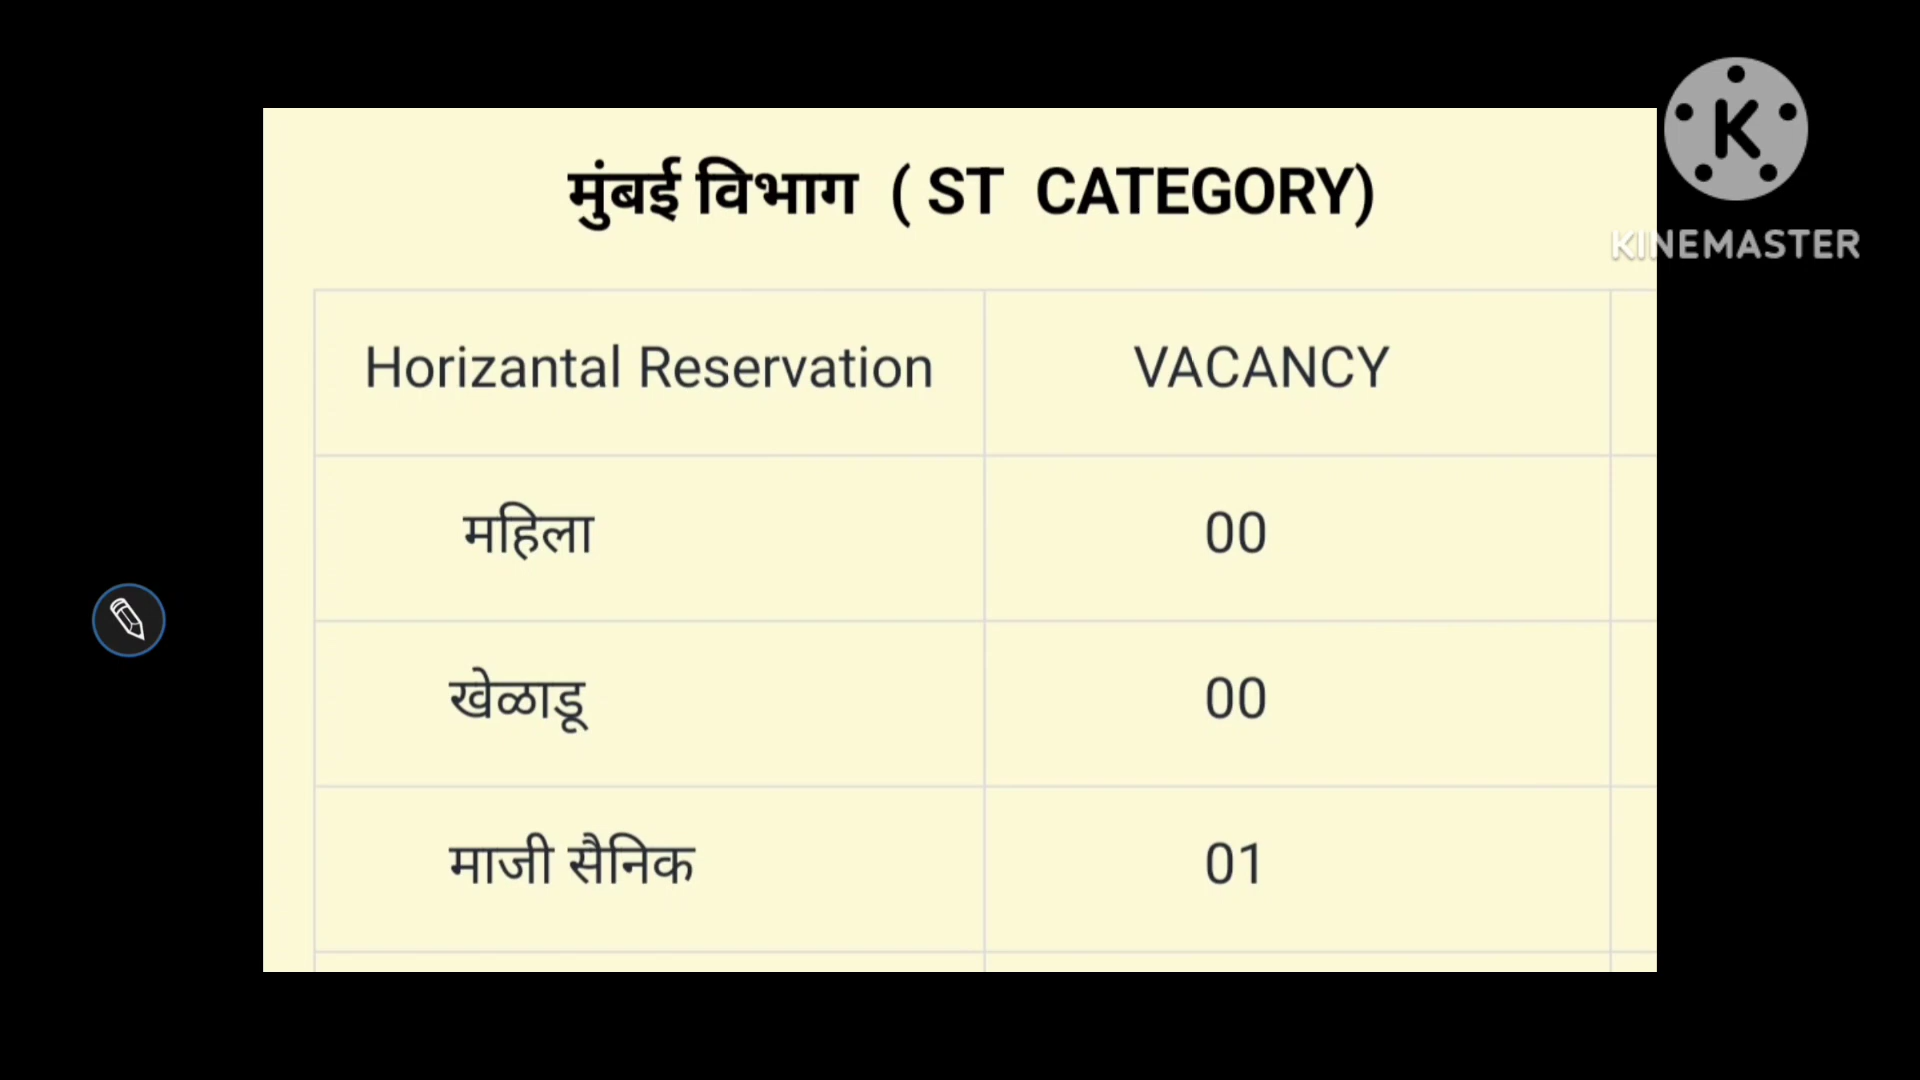 मुंबई विभाग ( ST CATEGORY)
K
KINEMASTER
Horizantal Reservation VACANCY
महिला 00
खेळाडू 00
माजी सैनिक 01